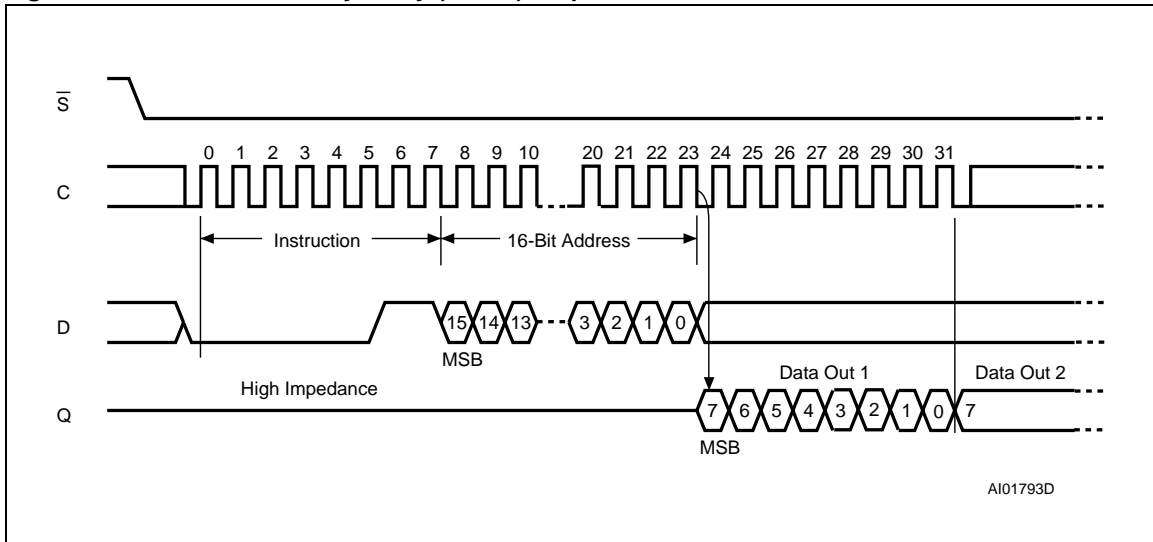 S
0 1 2 3 4 5 6 7 8 9 10 20 21 22 23 24 25 26 27 28 29 30 31
C
Instruction 16-Bit Address
D 15 14 13 3 2 1 0
MSB
High Impedance Data Out 1 Data Out 2
Q 7 6 5 4 3 2 1 0 7
MSB
AI01793D